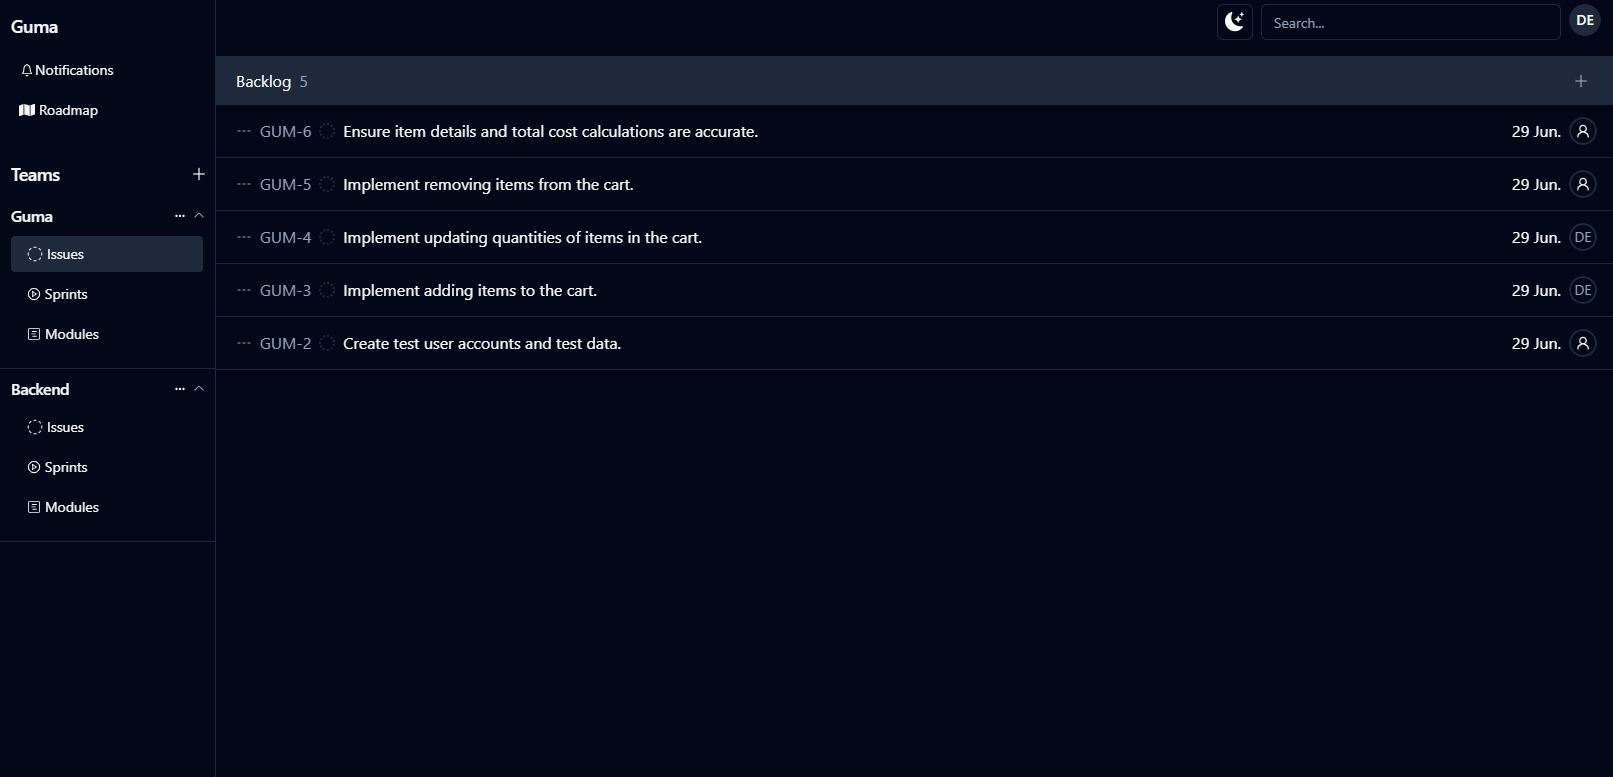 Guma
Search...
DE
Notifications
Roadmap
Teams
Guma
Issues
Sprints
Modules
Backend
Issues
Sprints
Modules
Backlog 5
GUM-6 Ensure item details and total cost calculations are accurate. 29 Jun.
GUM-5 Implement removing items from the cart. 29 Jun.
GUM-4 Implement updating quantities of items in the cart. 29 Jun. DE
GUM-3 Implement adding items to the cart. 29 Jun. DE
GUM-2 Create test user accounts and test data. 29 Jun.